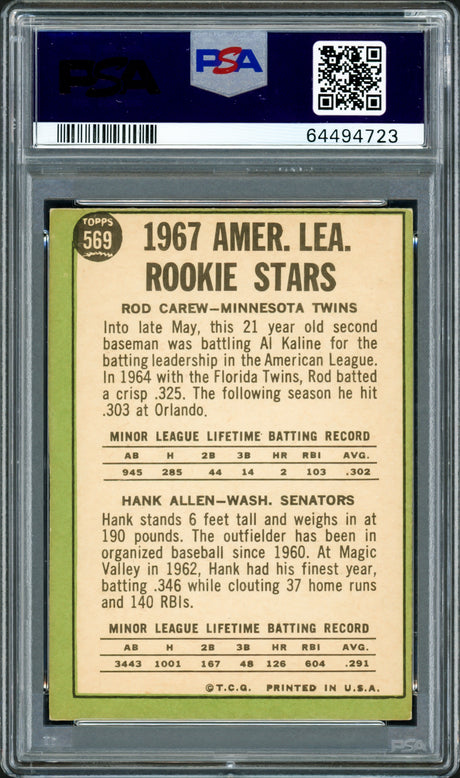 PSA
PSA
64494723
TOPPS
569
1967 AMER. LEA.
ROOKIE STARS
ROD CAREW—MINNESOTA TWINS
Into late May, this 21 year old second
baseman was battling Al Kaline for the
batting leadership in the American League.
In 1964 with the Florida Twins, Rod batted
a crisp .325. The following season he hit
.303 at Orlando.
MINOR LEAGUE LIFETIME BATTING RECORD
AB H 2B 3B HR RBI AVG.
945 285 44 14 2 103 .302
HANK ALLEN—WASH. SENATORS
Hank stands 6 feet tall and weighs in at
190 pounds. The outfielder has been in
organized baseball since 1960. At Magic
Valley in 1962, Hank had his finest year,
batting .346 while clouting 37 home runs
and 140 RBIs.
MINOR LEAGUE LIFETIME BATTING RECORD
AB H 2B 3B HR RBI AVG.
3443 1001 167 48 126 604 .291
©T.C.G. PRINTED IN U.S.A.
PSA